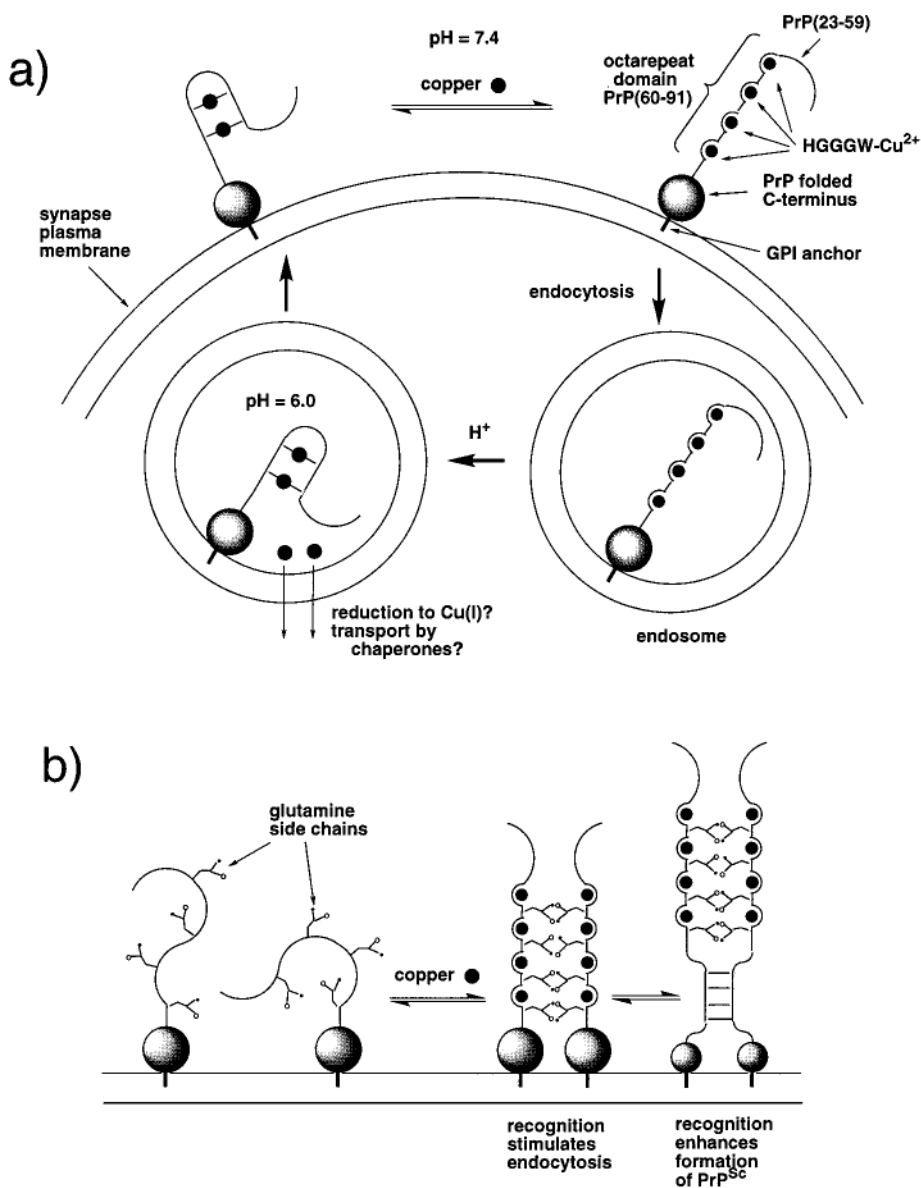 a)
pH = 7.4
copper
octarepeat
domain
PrP(60-91)
PrP(23-59)
HGGGW-Cu2+
PrP folded
C-terminus
GPI anchor
synapse
plasma
membrane
endocytosis
pH = 6.0
H+
reduction to Cu(I)?
transport by
chaperones?
endosome
b)
glutamine
side chains
copper
recognition
stimulates
endocytosis
recognition
enhances
formation
of PrPSc